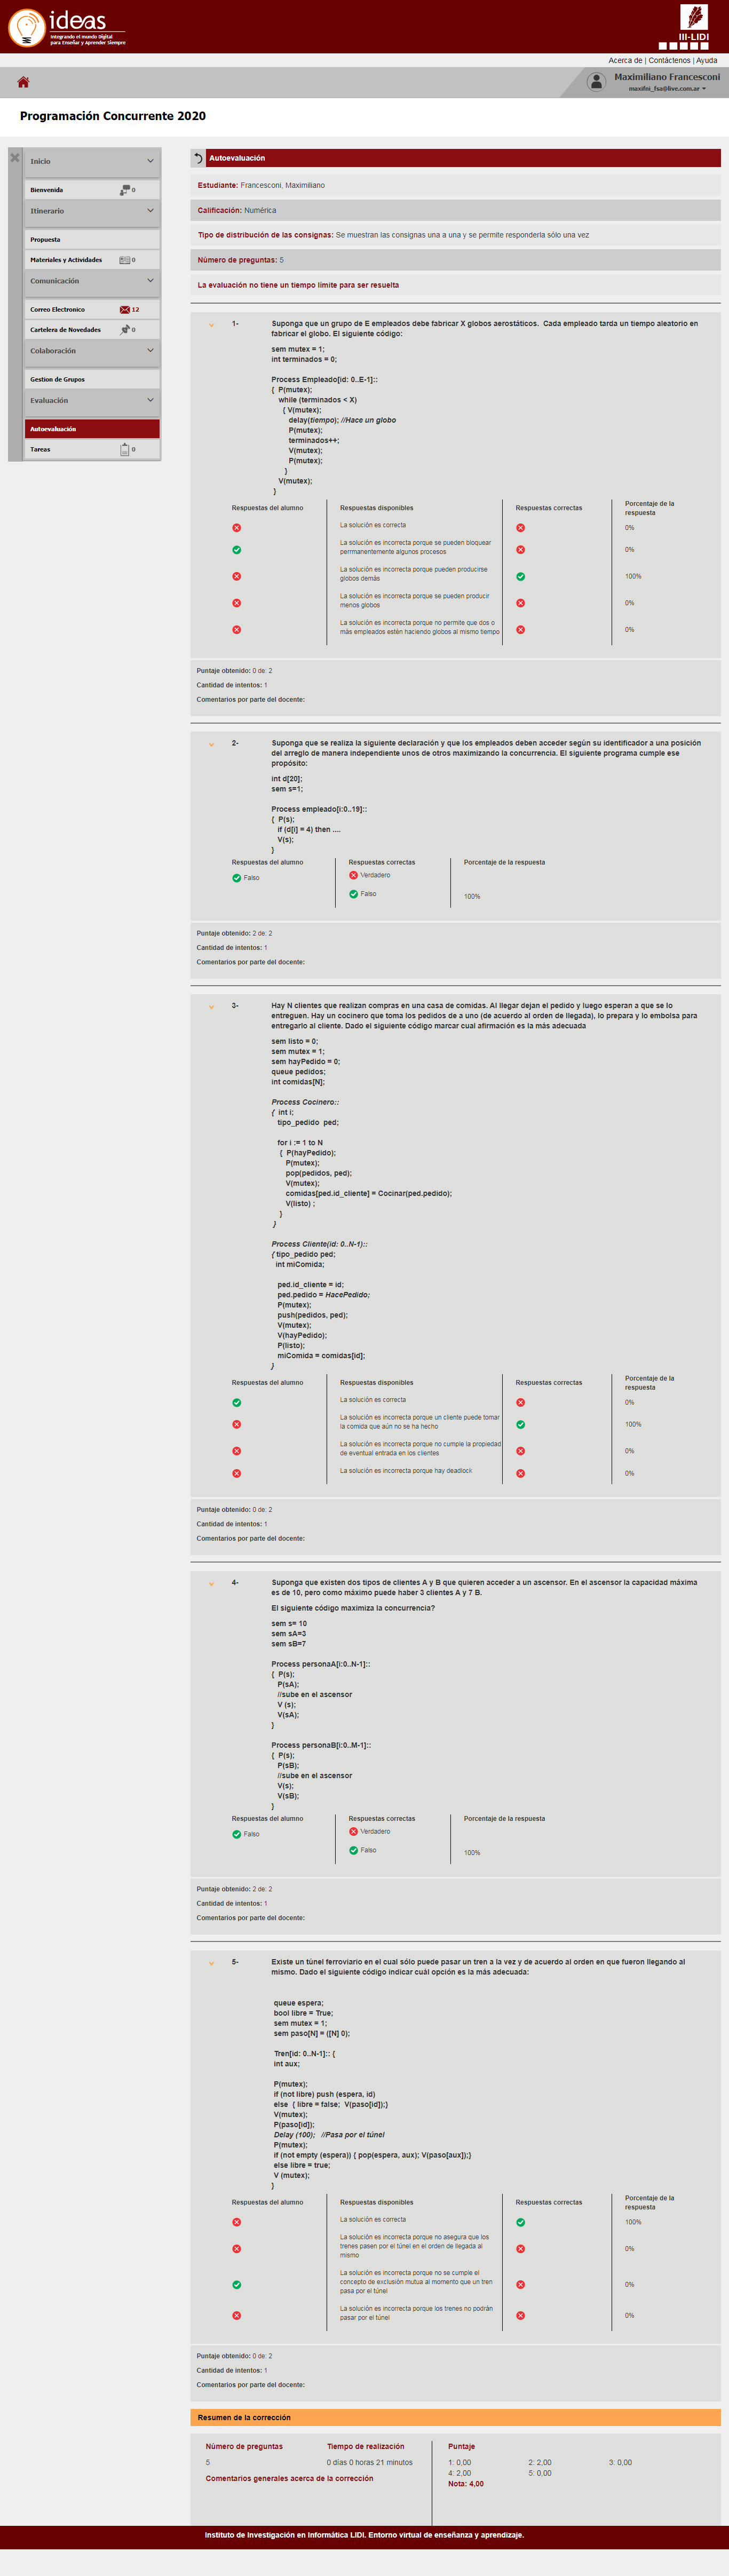 ideas
Integrando el mundo Digital
para Enseñar y Aprender Siempre
III-LIDI
Acerca de | Contáctenos | Ayuda
Maximiliano Francesconi
maxifni_fsa@live.com.ar
Programación Concurrente 2020
Inicio
Bienvenida 0
Itinerario
Propuesta
Materiales y Actividades 0
Comunicación
Correo Electronico 12
Cartelera de Novedades 0
Colaboración
Gestion de Grupos
Evaluación
Autoevaluación
Tareas 0
Autoevaluación
Estudiante: Francesconi, Maximiliano
Calificación: Numérica
Tipo de distribución de las consignas: Se muestran las consignas una a una y se permite responderla sólo una vez
Número de preguntas: 5
La evaluación no tiene un tiempo límite para ser resuelta
1- Suponga que un grupo de E empleados debe fabricar X globos aerostáticos. Cada empleado tarda un tiempo aleatorio en
fabricar el globo. El siguiente código:
sem mutex = 1;
int terminados = 0;
Process Empleado[id: 0..E-1]::
{ P(mutex);
while (terminados < X)
{ V(mutex);
delay(tiempo); //Hace un globo
P(mutex);
terminados++;
V(mutex);
P(mutex);
}
V(mutex);
}
Respuestas del alumno Respuestas disponibles Respuestas correctas Porcentaje de la
respuesta
La solución es correcta 0%
La solución es incorrecta porque se pueden bloquear
perrmanentemente algunos procesos 0%
La solución es incorrecta porque pueden producirse
globos demás 100%
La solución es incorrecta porque se pueden producir
menos globos 0%
La solución es incorrecta porque no permite que dos o
más empleados estén haciendo globos al mismo tiempo 0%
Puntaje obtenido: 0 de: 2
Cantidad de intentos: 1
Comentarios por parte del docente:
2- Suponga que se realiza la siguiente declaración y que los empleados deben acceder según su identificador a una posición
del arreglo de manera independiente unos de otros maximizando la concurrencia. El siguiente programa cumple ese
propósito:
int d[20];
sem s=1;
Process empleado[i:0..19]::
{ P(s);
if (d[i] = 4) then ....
V(s);
}
Respuestas del alumno Respuestas correctas Porcentaje de la respuesta
Falso Verdadero
Falso 100%
Puntaje obtenido: 2 de: 2
Cantidad de intentos: 1
Comentarios por parte del docente:
3- Hay N clientes que realizan compras en una casa de comidas. Al llegar dejan el pedido y luego esperan a que se lo
entreguen. Hay un cocinero que toma los pedidos de a uno (de acuerdo al orden de llegada), lo prepara y lo embolsa para
entregarlo al cliente. Dado el siguiente código marcar cual afirmación es la más adecuada
sem listo = 0;
sem mutex = 1;
sem hayPedido = 0;
queue pedidos;
int comidas[N];
Process Cocinero::
{ int i;
tipo_pedido ped;
for i := 1 to N
{ P(hayPedido);
P(mutex);
pop(pedidos, ped);
V(mutex);
comidas[ped.id_cliente] = Cocinar(ped.pedido);
V(listo) ;
}
}
Process Cliente(id: 0..N-1)::
{ tipo_pedido ped;
int miComida;
ped.id_cliente = id;
ped.pedido = HacePedido;
P(mutex);
push(pedidos, ped);
V(mutex);
V(hayPedido);
P(listo);
miComida = comidas[id];
}
Respuestas del alumno Respuestas disponibles Respuestas correctas Porcentaje de la
respuesta
La solución es correcta 0%
La solución es incorrecta porque un cliente puede tomar
la comida que aún no se ha hecho 100%
La solución es incorrecta porque no cumple la propiedad
de eventual entrada en los clientes 0%
La solución es incorrecta porque hay deadlock 0%
Puntaje obtenido: 0 de: 2
Cantidad de intentos: 1
Comentarios por parte del docente:
4- Suponga que existen dos tipos de clientes A y B que quieren acceder a un ascensor. En el ascensor la capacidad máxima
es de 10, pero como máximo puede haber 3 clientes A y 7 B.
El siguiente código maximiza la concurrencia?
sem s= 10
sem sA=3
sem sB=7
Process personaA[i:0..N-1]::
{ P(s);
P(sA);
//sube en el ascensor
V (s);
V(sA);
}
Process personaB[i:0..M-1]::
{ P(s);
P(sB);
//sube en el ascensor
V(s);
V(sB);
}
Respuestas del alumno Respuestas correctas Porcentaje de la respuesta
Falso Verdadero
Falso 100%
Puntaje obtenido: 2 de: 2
Cantidad de intentos: 1
Comentarios por parte del docente:
5- Existe un túnel ferroviario en el cual sólo puede pasar un tren a la vez y de acuerdo al orden en que fueron llegando al
mismo. Dado el siguiente código indicar cuál opción es la más adecuada:
queue espera;
bool libre = True;
sem mutex = 1;
sem paso[N] = ([N] 0);
Tren[id: 0..N-1]:: {
int aux;
P(mutex);
if (not libre) push (espera, id)
else { libre = false; V(paso[id]);}
V(mutex);
P(paso[id]);
Delay (100); //Pasa por el túnel
P(mutex);
if (not empty (espera)) { pop(espera, aux); V(paso[aux]);}
else libre = true;
V (mutex);
}
Respuestas del alumno Respuestas disponibles Respuestas correctas Porcentaje de la
respuesta
La solución es correcta 100%
La solución es incorrecta porque no asegura que los
trenes pasen por el túnel en el orden de llegada al
mismo 0%
La solución es incorrecta porque no se cumple el
concepto de exclusión mutua al momento que un tren
pasa por el túnel 0%
La solución es incorrecta porque los trenes no podrán
pasar por el túnel 0%
Puntaje obtenido: 0 de: 2
Cantidad de intentos: 1
Comentarios por parte del docente:
Resumen de la corrección
Número de preguntas Tiempo de realización Puntaje
5 0 días 0 horas 21 minutos 1: 0,00 2: 2,00 3: 0,00
4: 2,00 5: 0,00
Comentarios generales acerca de la corrección Nota: 4,00
Instituto de Investigación en Informática LIDI. Entorno virtual de enseñanza y aprendizaje.